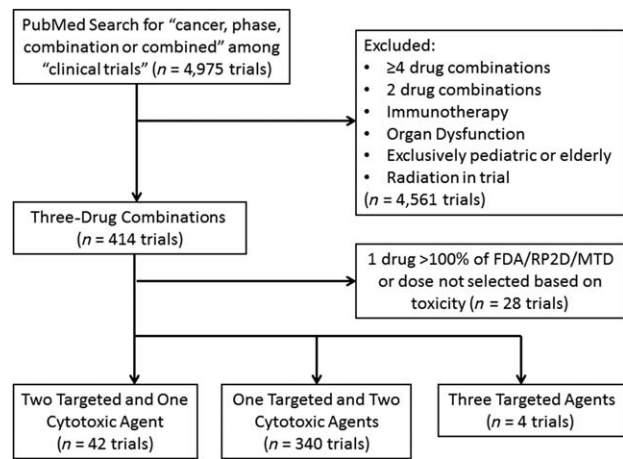 PubMed Search for “cancer, phase,
combination or combined” among
“clinical trials” (n = 4,975 trials)
Excluded:
• ≥4 drug combinations
• 2 drug combinations
• Immunotherapy
• Organ Dysfunction
• Exclusively pediatric or elderly
• Radiation in trial
(n = 4,561 trials)
Three-Drug Combinations
(n = 414 trials)
1 drug >100% of FDA/RP2D/MTD
or dose not selected based on
toxicity (n = 28 trials)
Two Targeted and One
Cytotoxic Agent
(n = 42 trials)
One Targeted and Two
Cytotoxic Agents
(n = 340 trials)
Three Targeted Agents
(n = 4 trials)